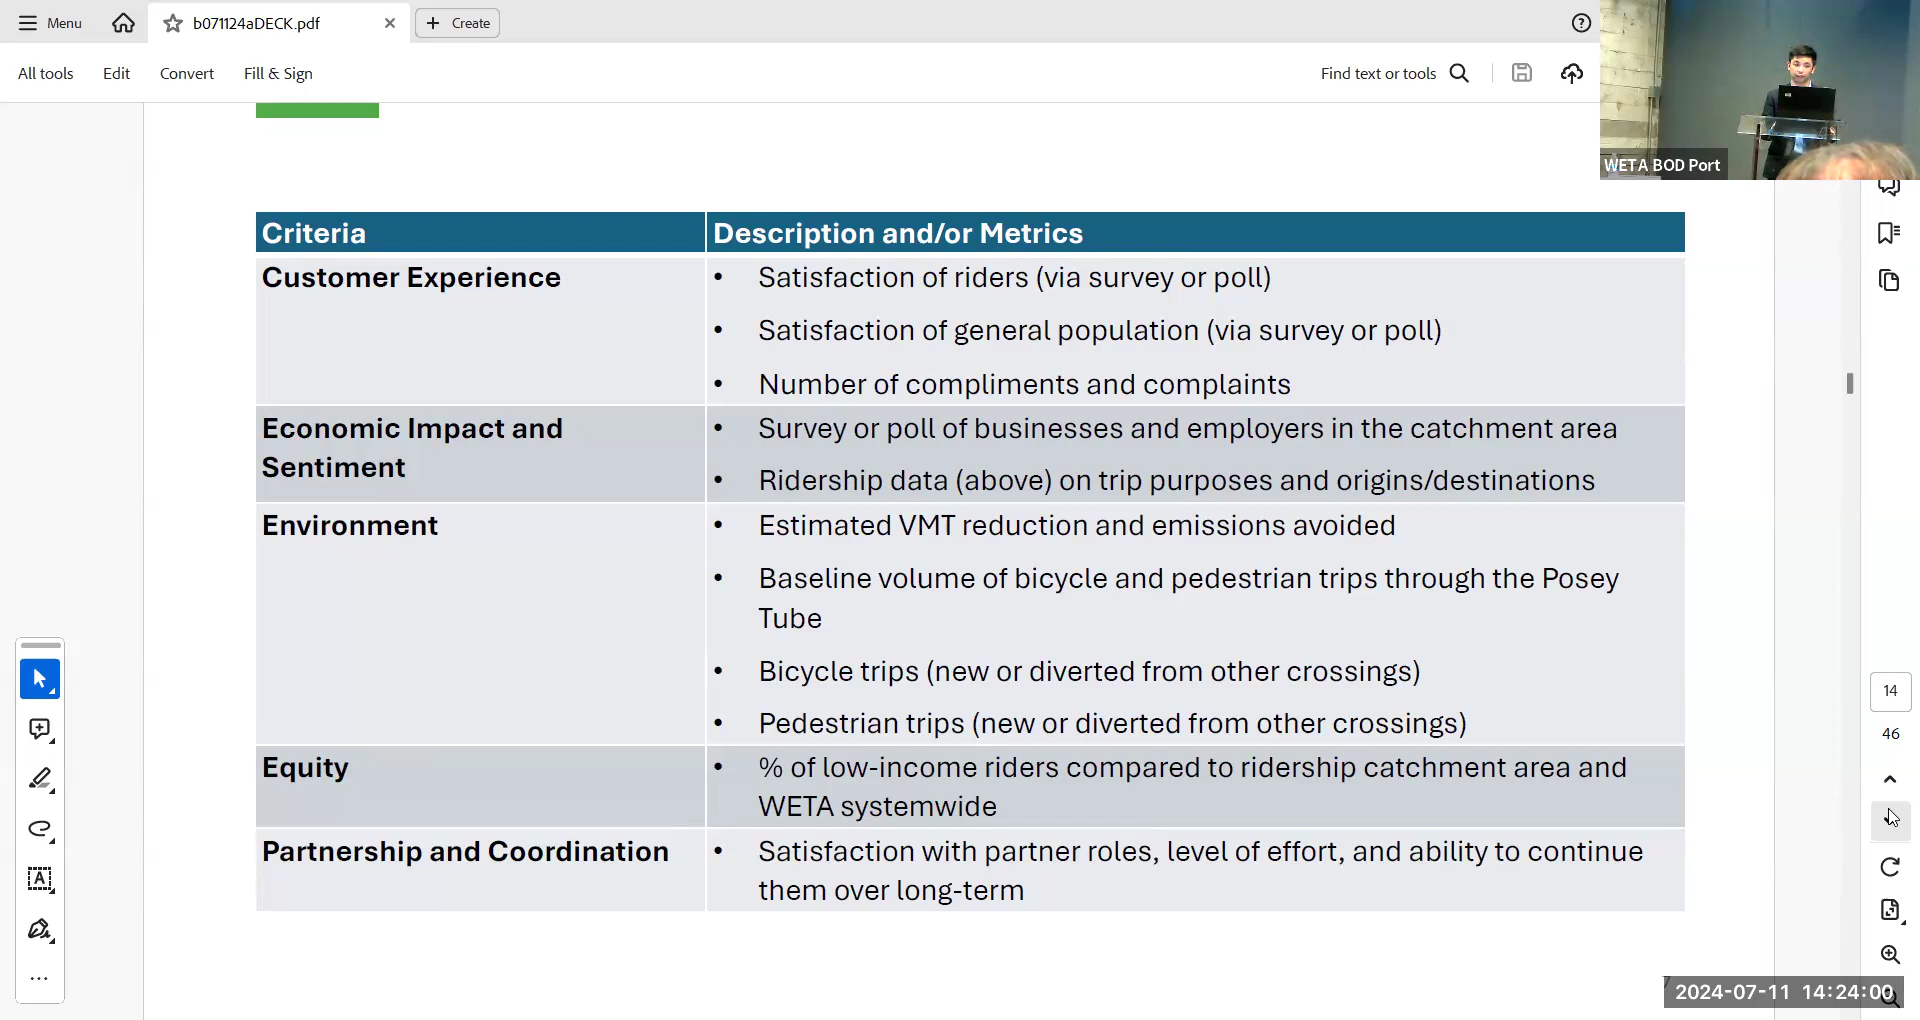 Menu
b071124aDECK.pdf
Create
All tools
Edit
Convert
Fill & Sign
Find text or tools
WETA BOD Port
Criteria
Description and/or Metrics
Customer Experience
• Satisfaction of riders (via survey or poll)
• Satisfaction of general population (via survey or poll)
• Number of compliments and complaints
Economic Impact and
Sentiment
• Survey or poll of businesses and employers in the catchment area
• Ridership data (above) on trip purposes and origins/destinations
Environment
• Estimated VMT reduction and emissions avoided
• Baseline volume of bicycle and pedestrian trips through the Posey
Tube
• Bicycle trips (new or diverted from other crossings)
• Pedestrian trips (new or diverted from other crossings)
Equity
• % of low-income riders compared to ridership catchment area and
WETA systemwide
Partnership and Coordination
• Satisfaction with partner roles, level of effort, and ability to continue
them over long-term
14
46
2024-07-11 14:24:00